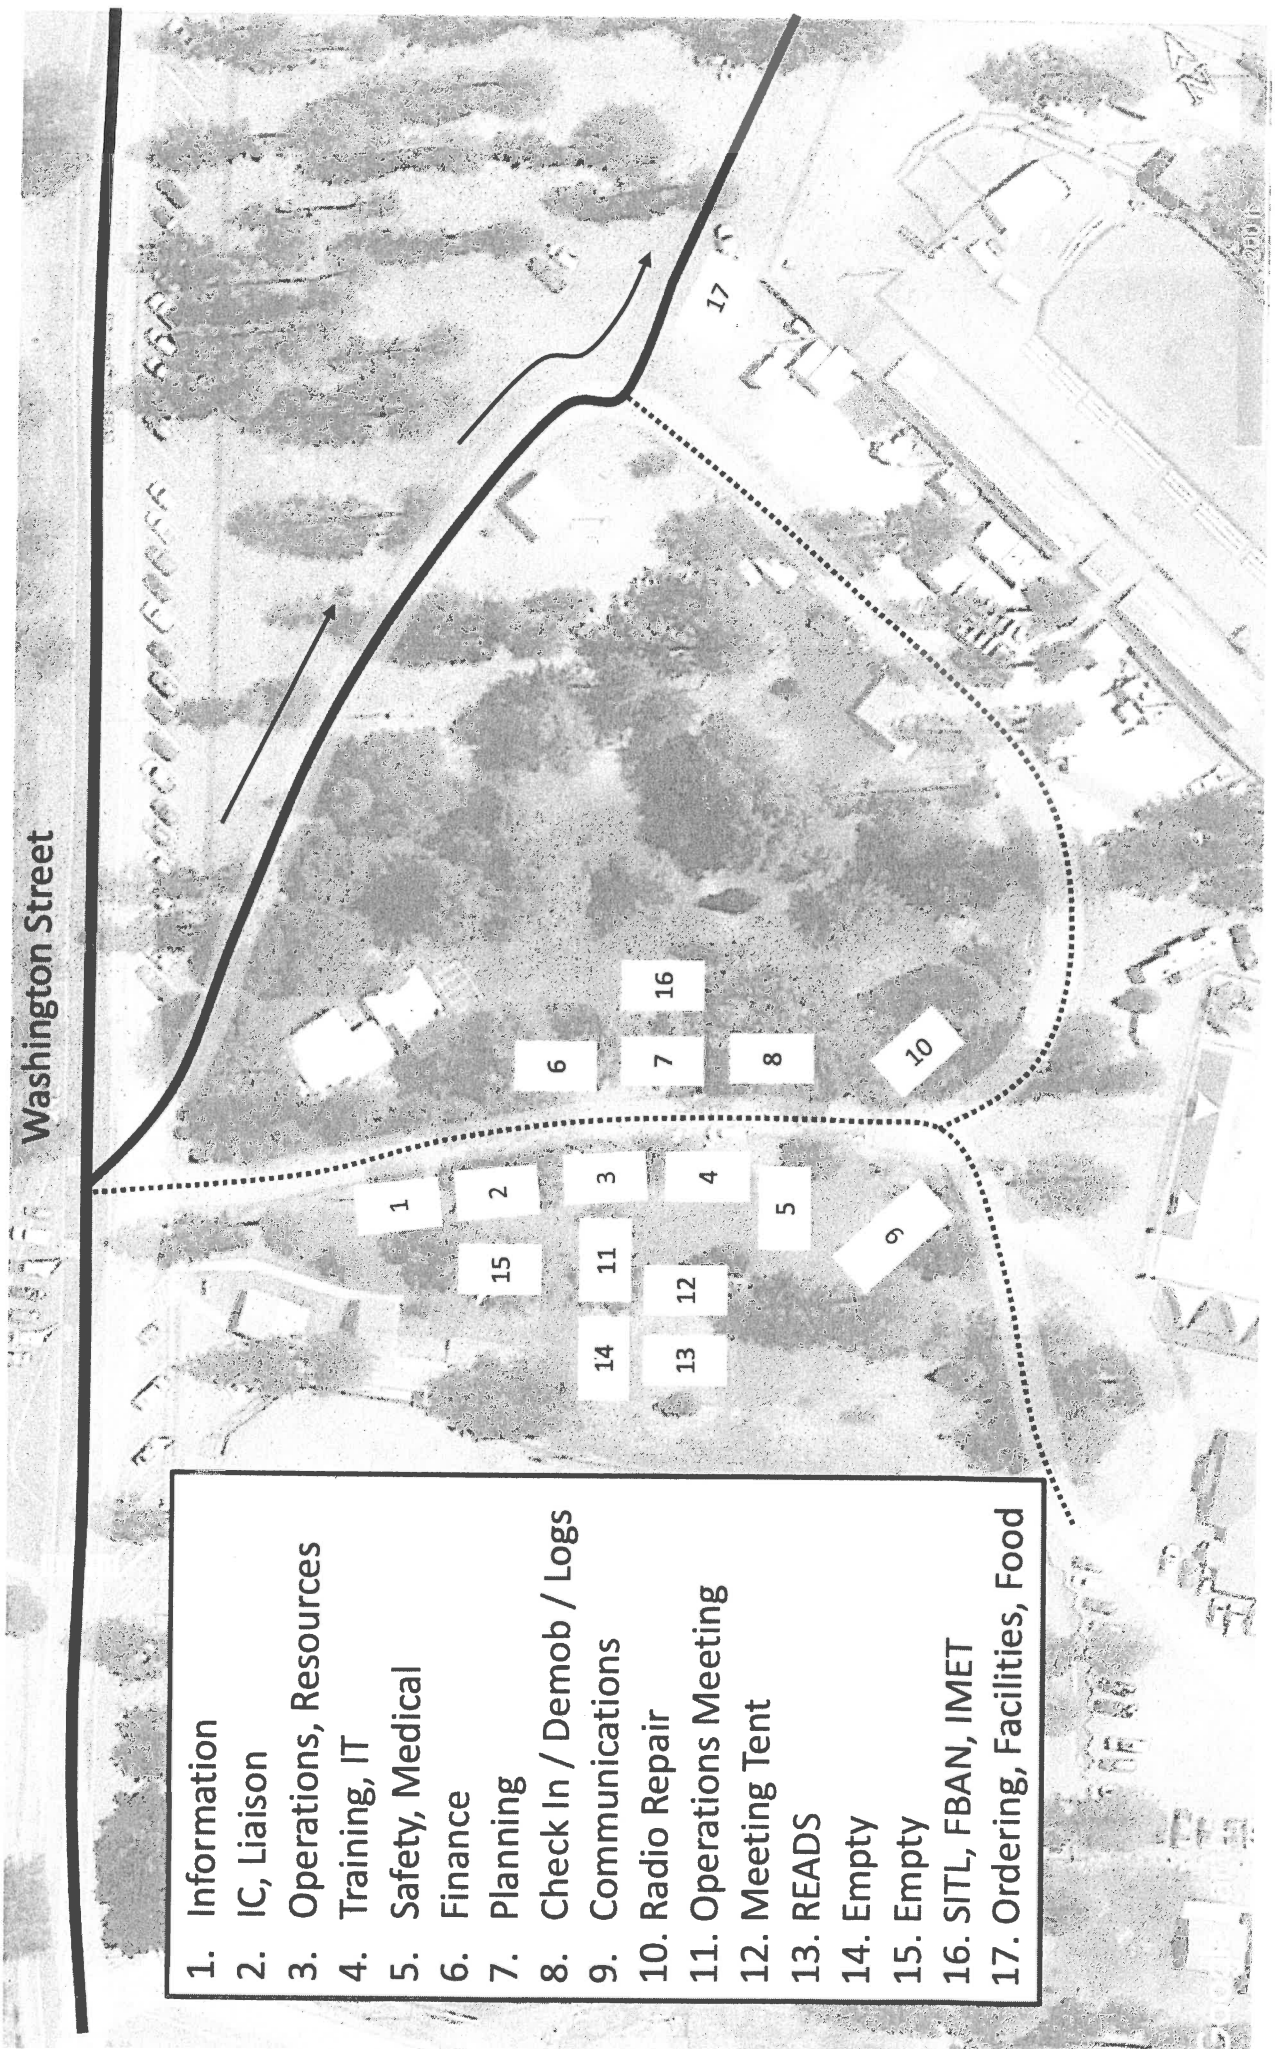 Washington Street
1
2
3
4
5
6
7
8
9
10
11
12
13
14
15
16
17
N
1. Information
2. IC, Liaison
3. Operations, Resources
4. Training, IT
5. Safety, Medical
6. Finance
7. Planning
8. Check In / Demob / Logs
9. Communications
10. Radio Repair
11. Operations Meeting
12. Meeting Tent
13. READS
14. Empty
15. Empty
16. SITL, FBAN, IMET
17. Ordering, Facilities, Food